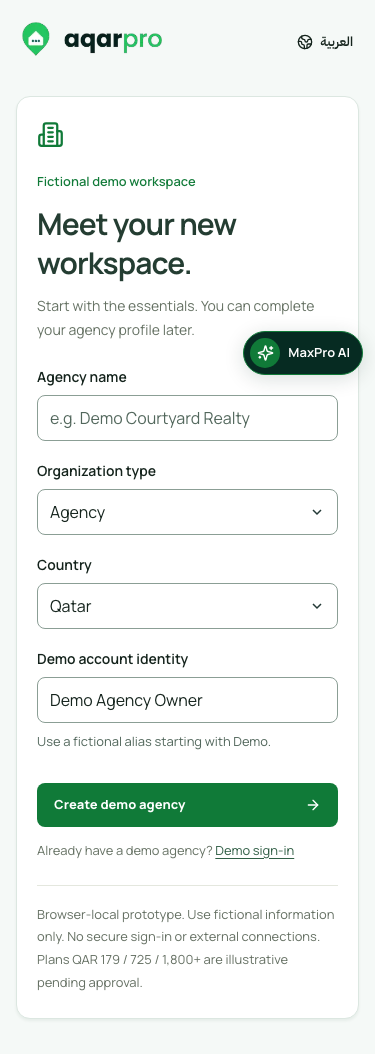 aqarpro
العربية
Fictional demo workspace
Meet your new
workspace.
Start with the essentials. You can complete
your agency profile later.
MaxPro AI
Agency name
e.g. Demo Courtyard Realty
Organization type
Agency
Country
Qatar
Demo account identity
Demo Agency Owner
Use a fictional alias starting with Demo.
Create demo agency
Already have a demo agency? Demo sign-in
Browser-local prototype. Use fictional information
only. No secure sign-in or external connections.
Plans QAR 179 / 725 / 1,800+ are illustrative
pending approval.